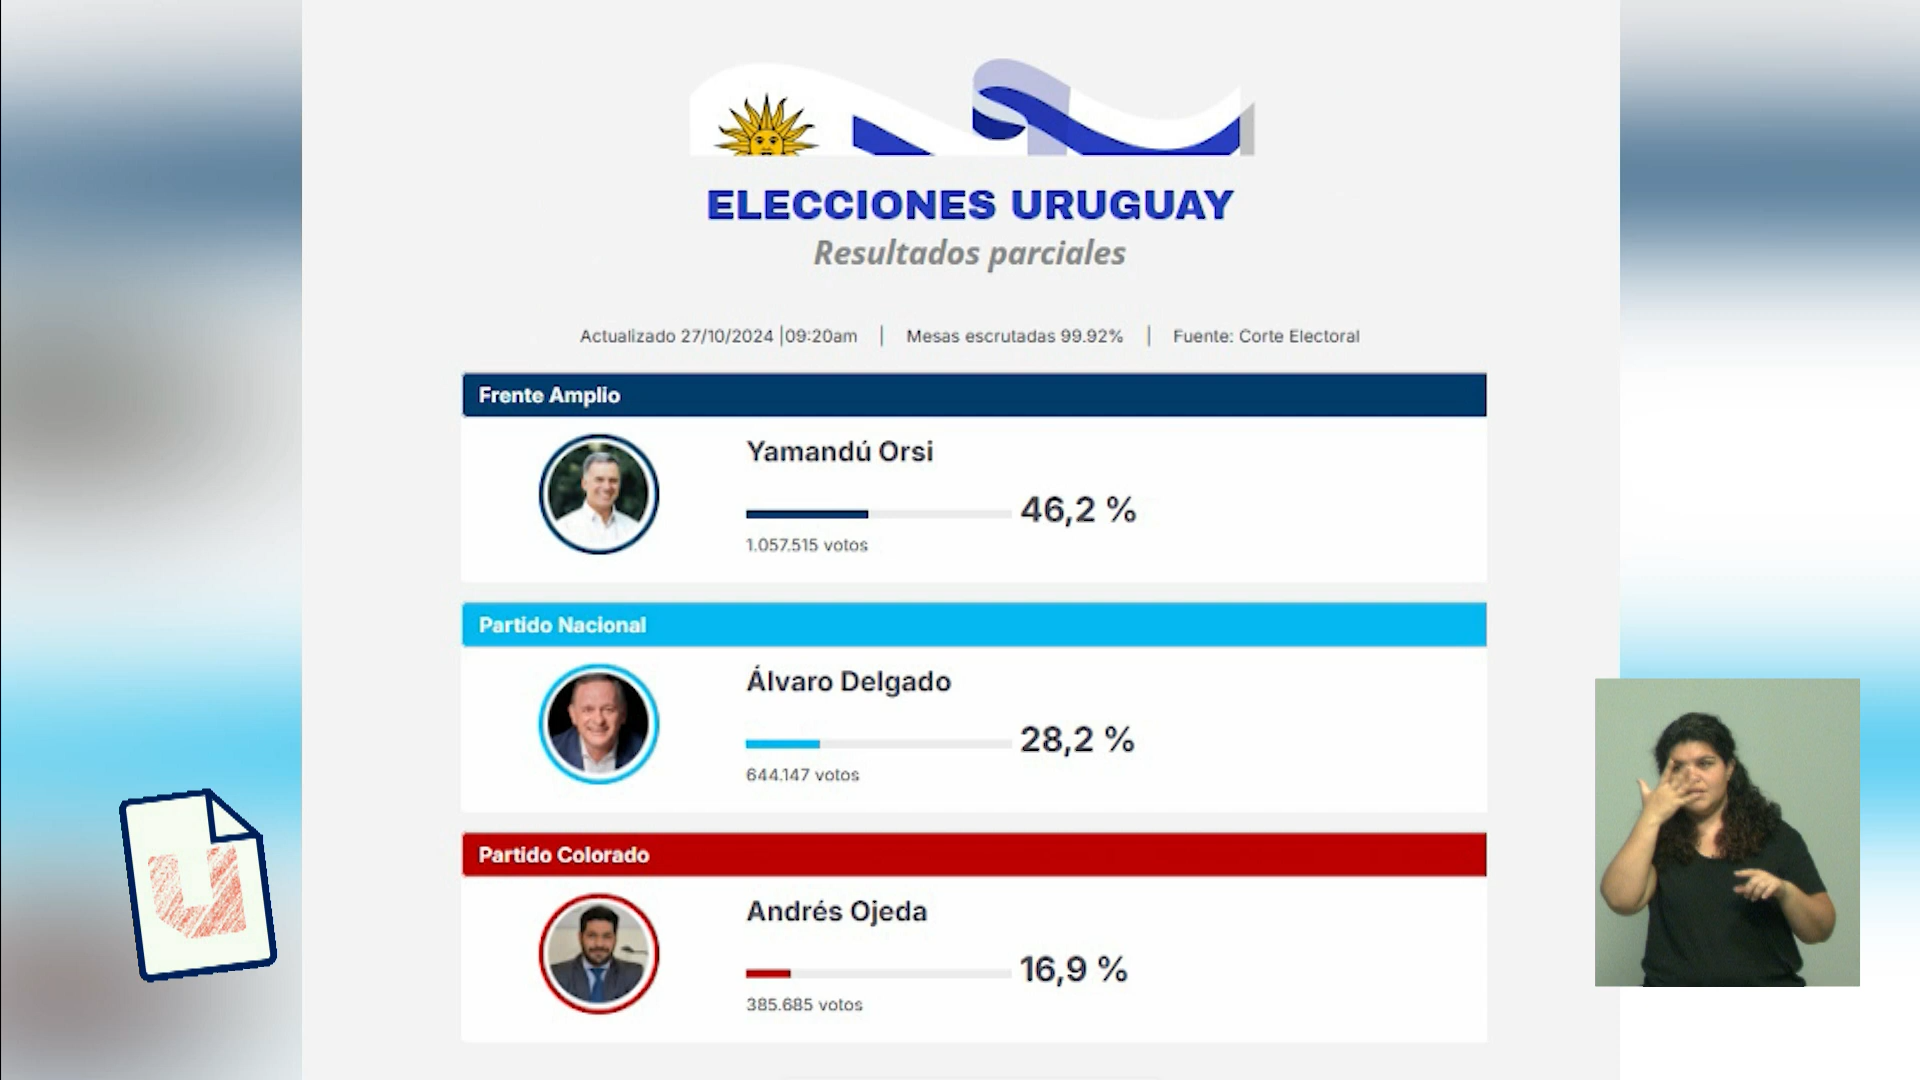 ELECCIONES URUGUAY
Resultados parciales
Actualizado 27/10/2024 |09:20am | Mesas escrutadas 99.92% | Fuente: Corte Electoral
Frente Amplio
Yamandú Orsi
46,2 %
1.057.515 votos
Partido Nacional
Álvaro Delgado
28,2 %
644.147 votos
Partido Colorado
Andrés Ojeda
16,9 %
385.685 votos
U